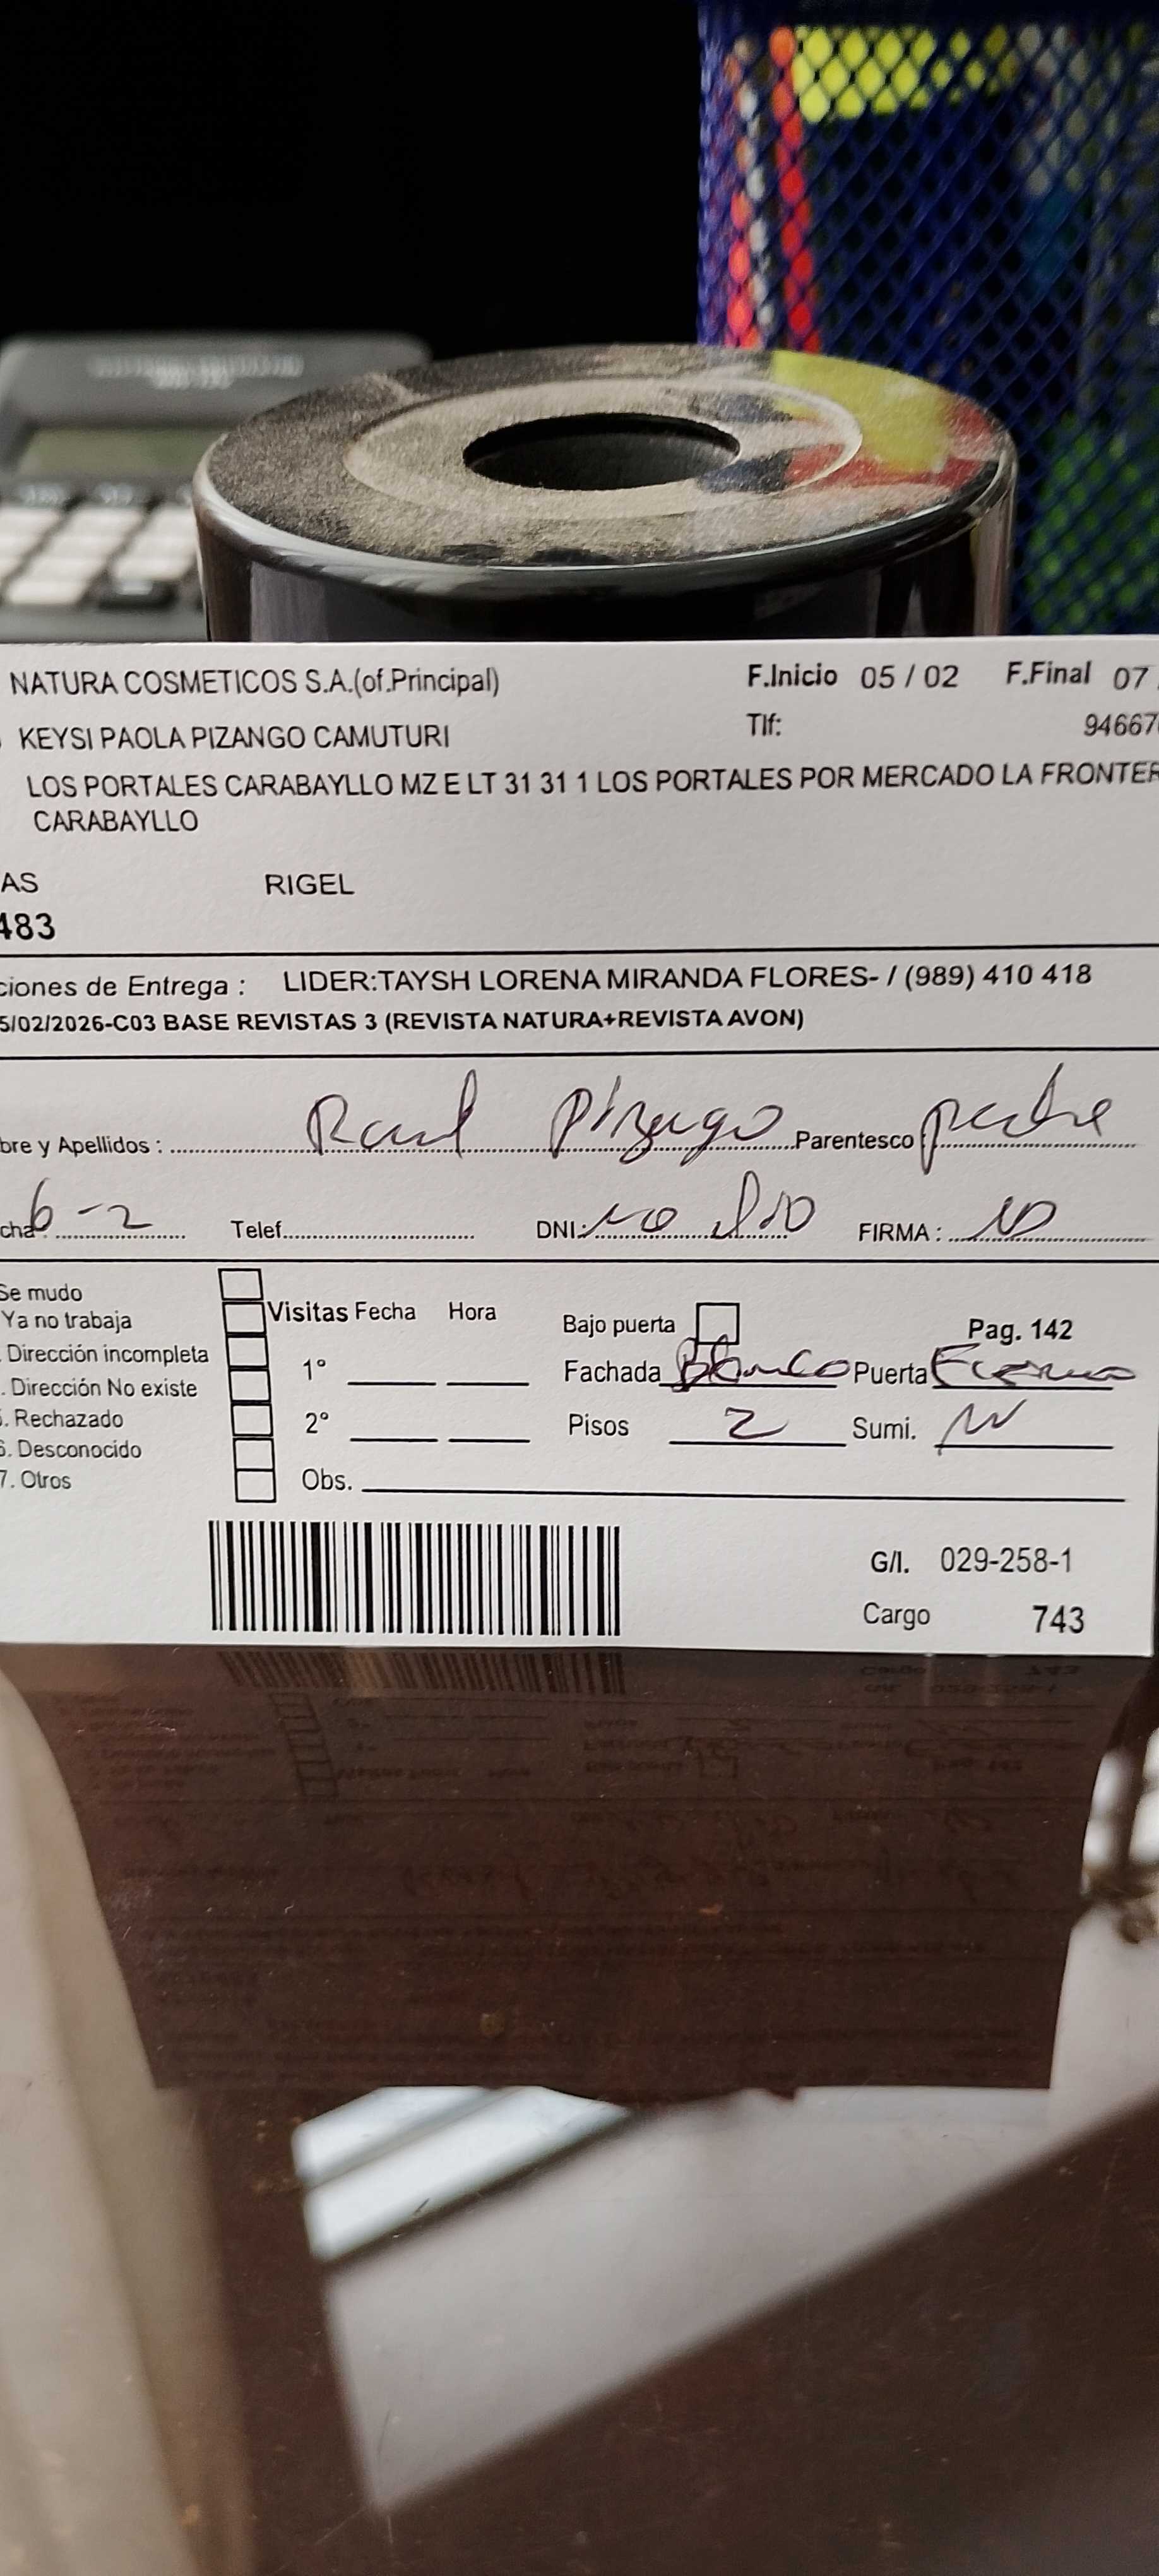 NATURA COSMETICOS S.A.(of.Principal) F.Inicio 05 / 02 F.Final 07
KEYSI PAOLA PIZANGO CAMUTURI Tlf: 94667
LOS PORTALES CARABAYLLO MZ E LT 31 31 1 LOS PORTALES POR MERCADO LA FRONTER
CARABAYLLO
AS RIGEL
483
ciones de Entrega : LIDER:TAYSH LORENA MIRANDA FLORES- / (989) 410 418
5/02/2026-C03 BASE REVISTAS 3 (REVISTA NATURA+REVISTA AVON)
bre y Apellidos : Raul Pizango Parentesco padre
cha 6-2 Telef. DNI: no dio FIRMA :
Se mudo
Ya no trabaja Visitas Fecha Hora Bajo puerta Pag. 142
. Dirección incompleta 1° Fachada Blanco Puerta
. Dirección No existe
5. Rechazado 2° Pisos 2 Sumi.
6. Desconocido
7. Otros Obs.
G/I. 029-258-1
Cargo 743